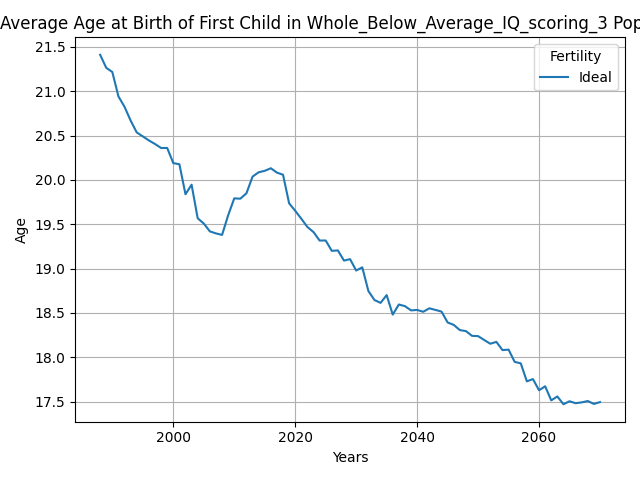 Average Age at Birth of First Child in Whole_Below_Average_IQ_scoring_3 Pop
Fertility
Ideal
21.5
21.0
20.5
20.0
19.5
19.0
18.5
18.0
17.5
Age
2000
2020
2040
2060
Years